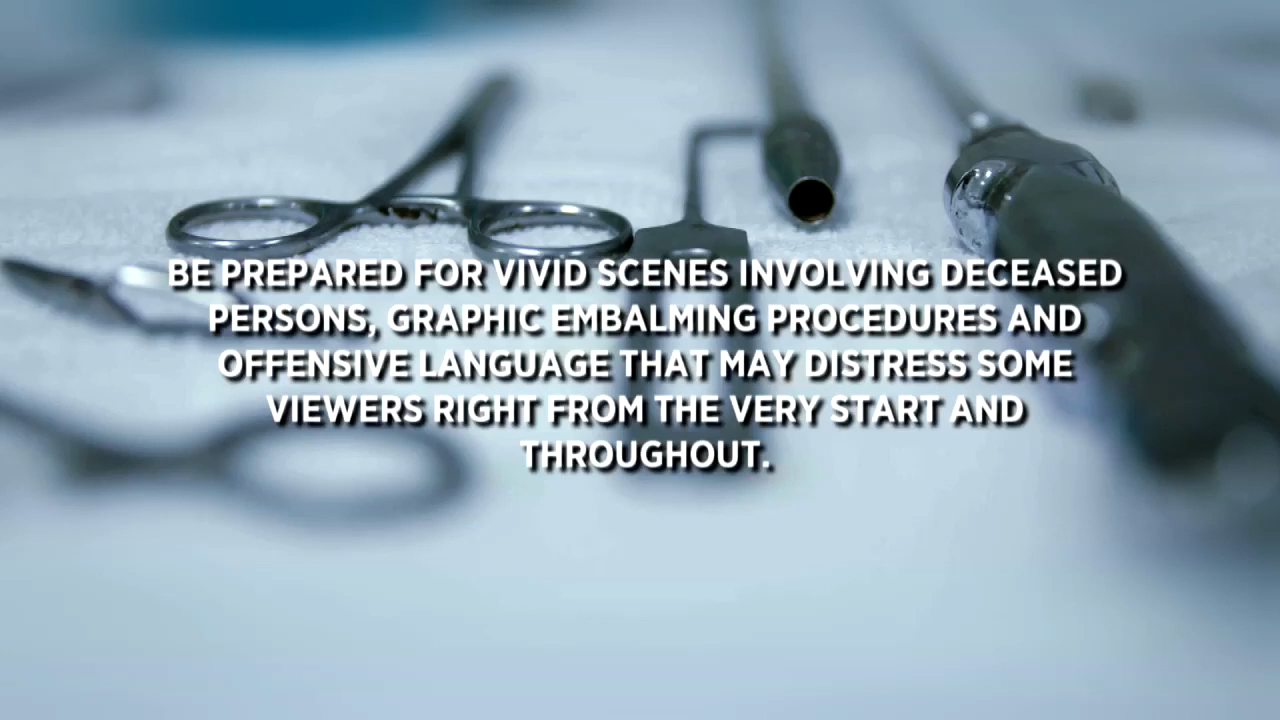 BE PREPARED FOR VIVID SCENES INVOLVING DECEASED
PERSONS, GRAPHIC EMBALMING PROCEDURES AND
OFFENSIVE LANGUAGE THAT MAY DISTRESS SOME
VIEWERS RIGHT FROM THE VERY START AND
THROUGHOUT.